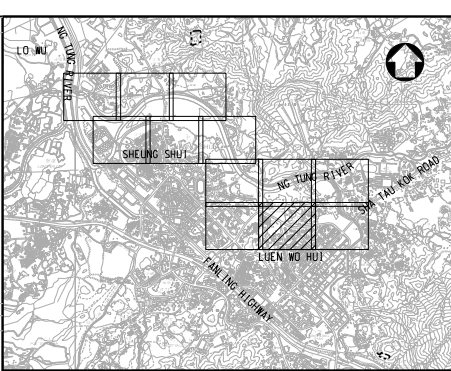 LO WU
NG TUNG RIVER
SHEUNG SHUI
NG TUNG RIVER
SHA TAU KOK ROAD
LUEN WO HUI
FANLING HIGHWAY